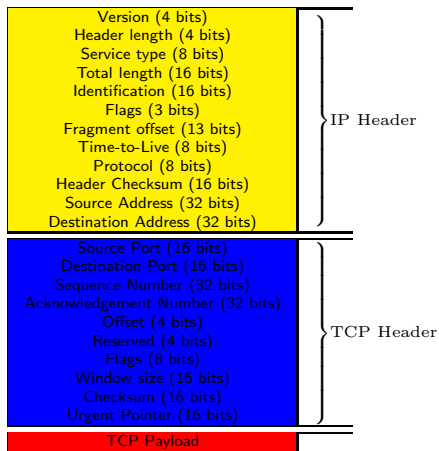 Version (4 bits)
Header length (4 bits)
Service type (8 bits)
Total length (16 bits)
Identification (16 bits)
Flags (3 bits)
Fragment offset (13 bits)
Time-to-Live (8 bits)
Protocol (8 bits)
Header Checksum (16 bits)
Source Address (32 bits)
Destination Address (32 bits)
IP Header
Source Port (16 bits)
Destination Port (16 bits)
Sequence Number (32 bits)
Acknowledgement Number (32 bits)
Offset (4 bits)
Reserved (4 bits)
Flags (8 bits)
Window size (16 bits)
Checksum (16 bits)
Urgent Pointer (16 bits)
TCP Header
TCP Payload